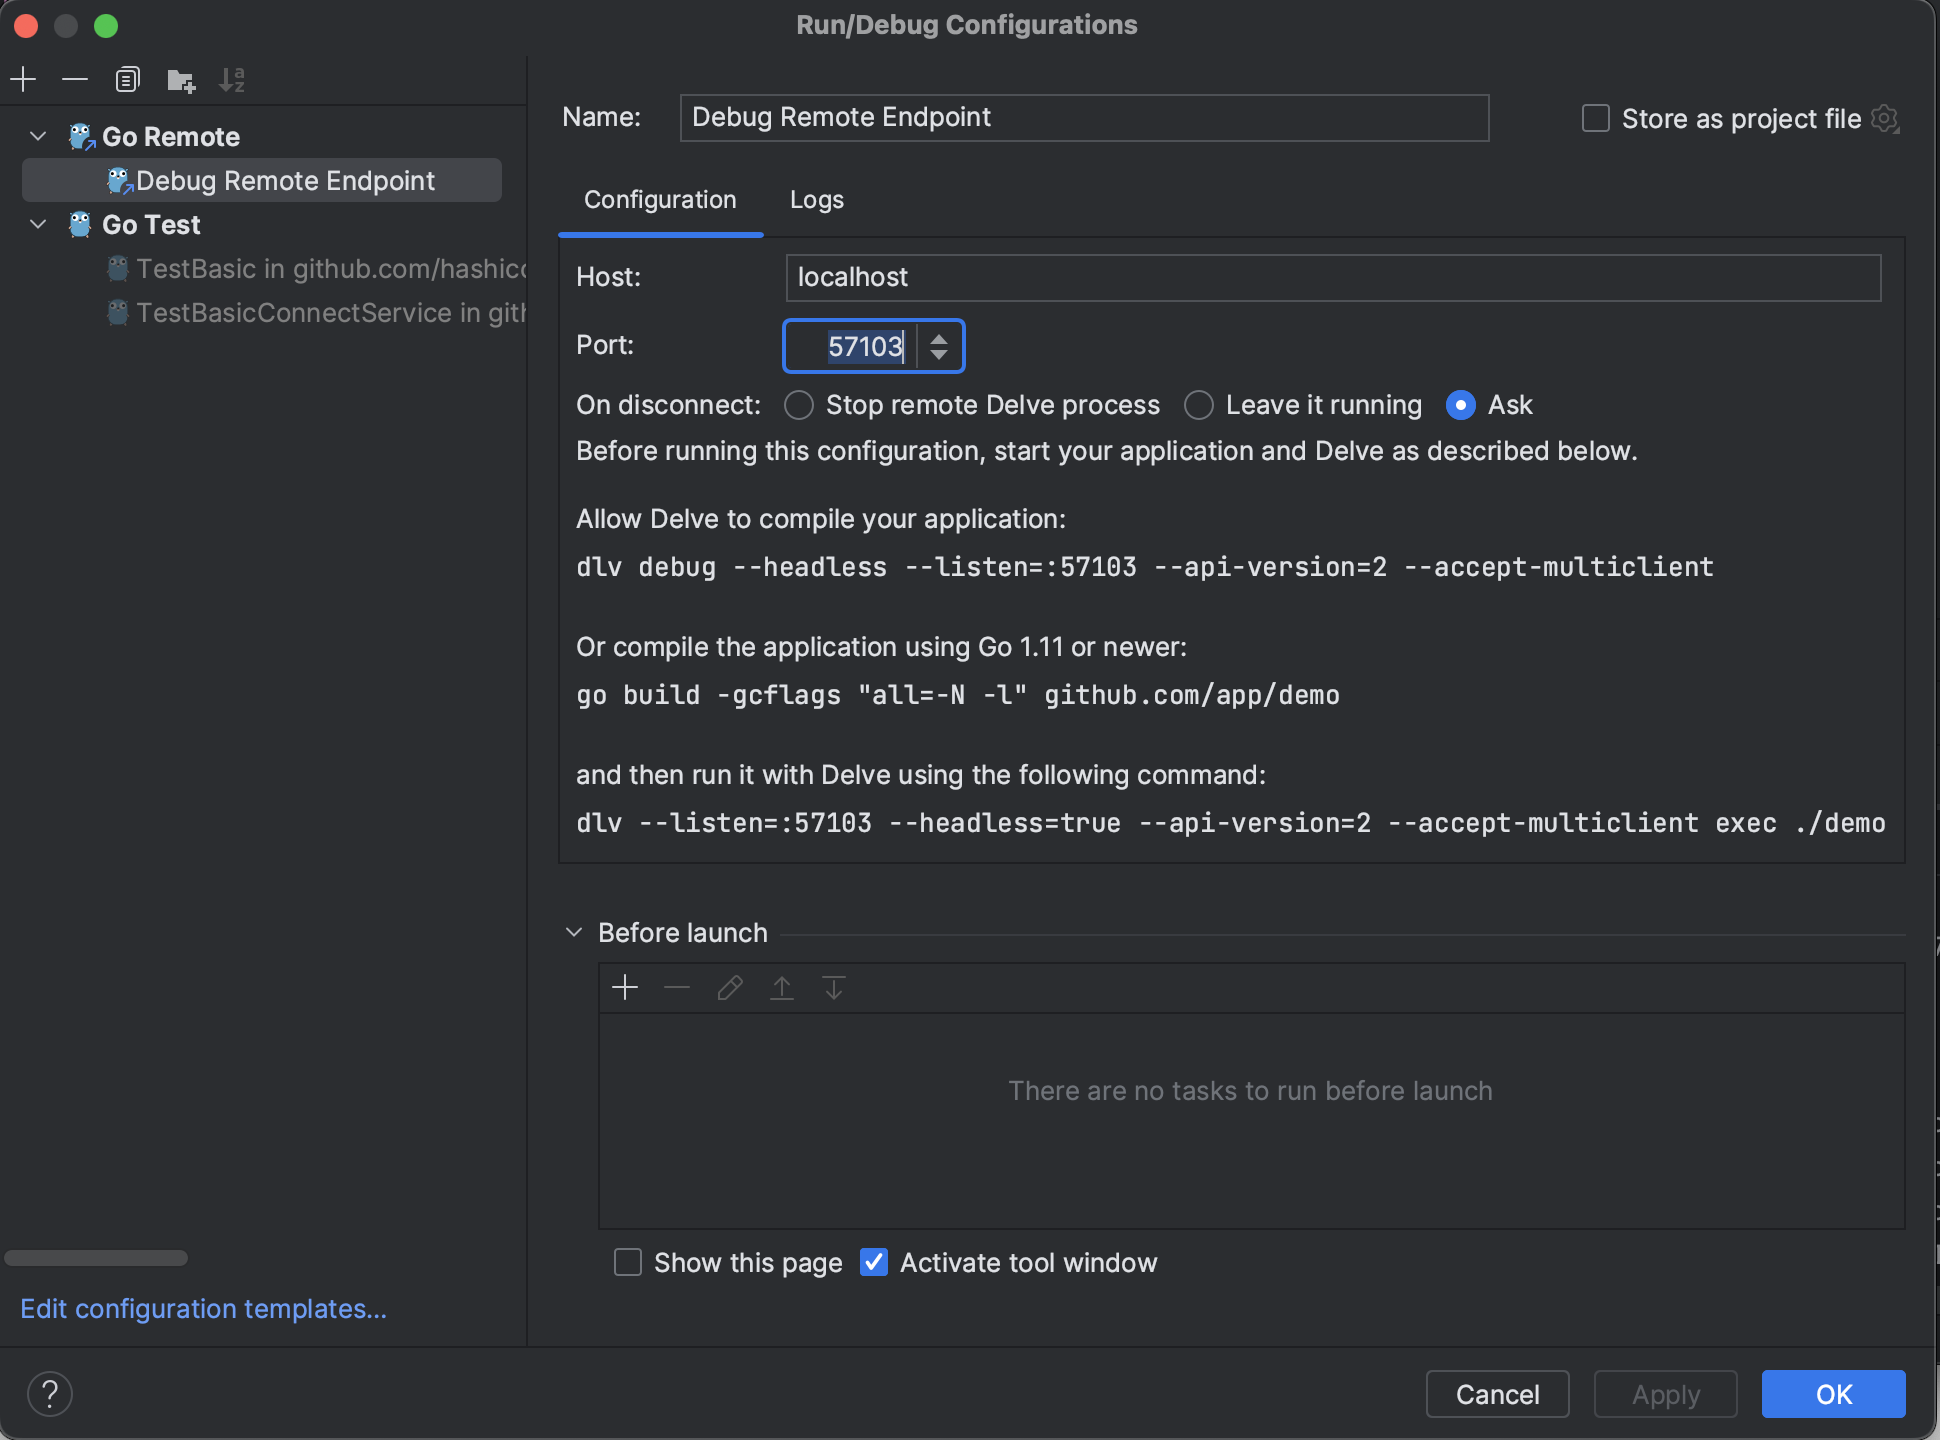 Run/Debug Configurations
Go Remote
Debug Remote Endpoint
Go Test
TestBasic in github.com/hashic
TestBasicConnectService in git
Edit configuration templates...
Name: Debug Remote Endpoint
Store as project file
Configuration Logs
Host: localhost
Port: 57103
On disconnect: Stop remote Delve process Leave it running Ask
Before running this configuration, start your application and Delve as described below.
Allow Delve to compile your application:
dlv debug --headless --listen=:57103 --api-version=2 --accept-multiclient
Or compile the application using Go 1.11 or newer:
go build -gcflags "all=-N -l" github.com/app/demo
and then run it with Delve using the following command:
dlv --listen=:57103 --headless=true --api-version=2 --accept-multiclient exec ./demo
Before launch
There are no tasks to run before launch
Show this page Activate tool window
? Cancel Apply OK